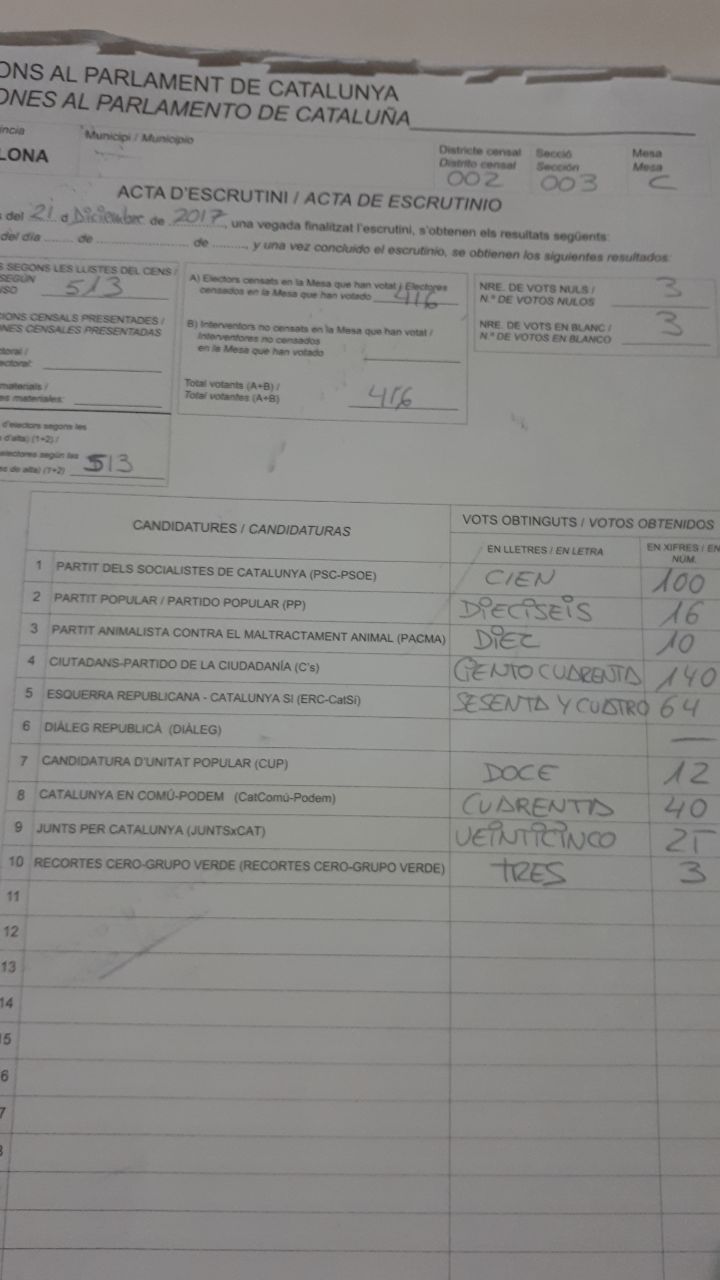 ONS AL PARLAMENT DE CATALUNYA
ONES AL PARLAMENTO DE CATALUÑA
incia Municipi / Municipio Districte censal Secció Mesa
LONA Distrito censal Sección Mesa
002 003 C
ACTA D'ESCRUTINI / ACTA DE ESCRUTINIO
del 21 d Diciembre de 2017, una vegada finalitzat l'escrutini, s'obtenen els resultats següents:
del día ........ de ........................ de .........., y una vez concluido el escrutinio, se obtienen los siguientes resultados:
S SEGONS LES LLISTES DEL CENS /
SEGÚN
NSO 513
A) Electors censats en la Mesa que han votat / Electores
censados en la Mesa que han votado 416
NRE. DE VOTS NULS /
N.º DE VOTOS NULOS 3
CIONS CENSALS PRESENTADES /
NES CENSALES PRESENTADAS
B) Interventors no censats en la Mesa que han votat /
Interventores no censados
en la Mesa que han votado
NRE. DE VOTS EN BLANC /
N.º DE VOTOS EN BLANCO 3
ctoral /
ectoral:
materials /
es materiales:
Total votants (A+B) /
Total votantes (A+B) 416
d'electors segons les
d'alta) (1+2) /
electores según las
es de alta) (1+2) 513
CANDIDATURES / CANDIDATURAS VOTS OBTINGUTS / VOTOS OBTENIDOS
EN LLETRES / EN LETRA EN XIFRES / EN
NÚM.
1 PARTIT DELS SOCIALISTES DE CATALUNYA (PSC-PSOE) CIEN 100
2 PARTIT POPULAR / PARTIDO POPULAR (PP) DIECISEIS 16
3 PARTIT ANIMALISTA CONTRA EL MALTRACTAMENT ANIMAL (PACMA) DIEZ 10
4 CIUTADANS-PARTIDO DE LA CIUDADANÍA (C's) CIENTO CUARENTA 140
5 ESQUERRA REPUBLICANA - CATALUNYA SI (ERC-CatSí) SESENTA Y CUATRO 64
6 DIÀLEG REPUBLICÀ (DIÀLEG) —
7 CANDIDATURA D'UNITAT POPULAR (CUP) DOCE 12
8 CATALUNYA EN COMÚ-PODEM (CatComú-Podem) CUARENTA 40
9 JUNTS PER CATALUNYA (JUNTSxCAT) VEINTICINCO 25
10 RECORTES CERO-GRUPO VERDE (RECORTES CERO-GRUPO VERDE) TRES 3
11
12
13
14
15
6
7
8